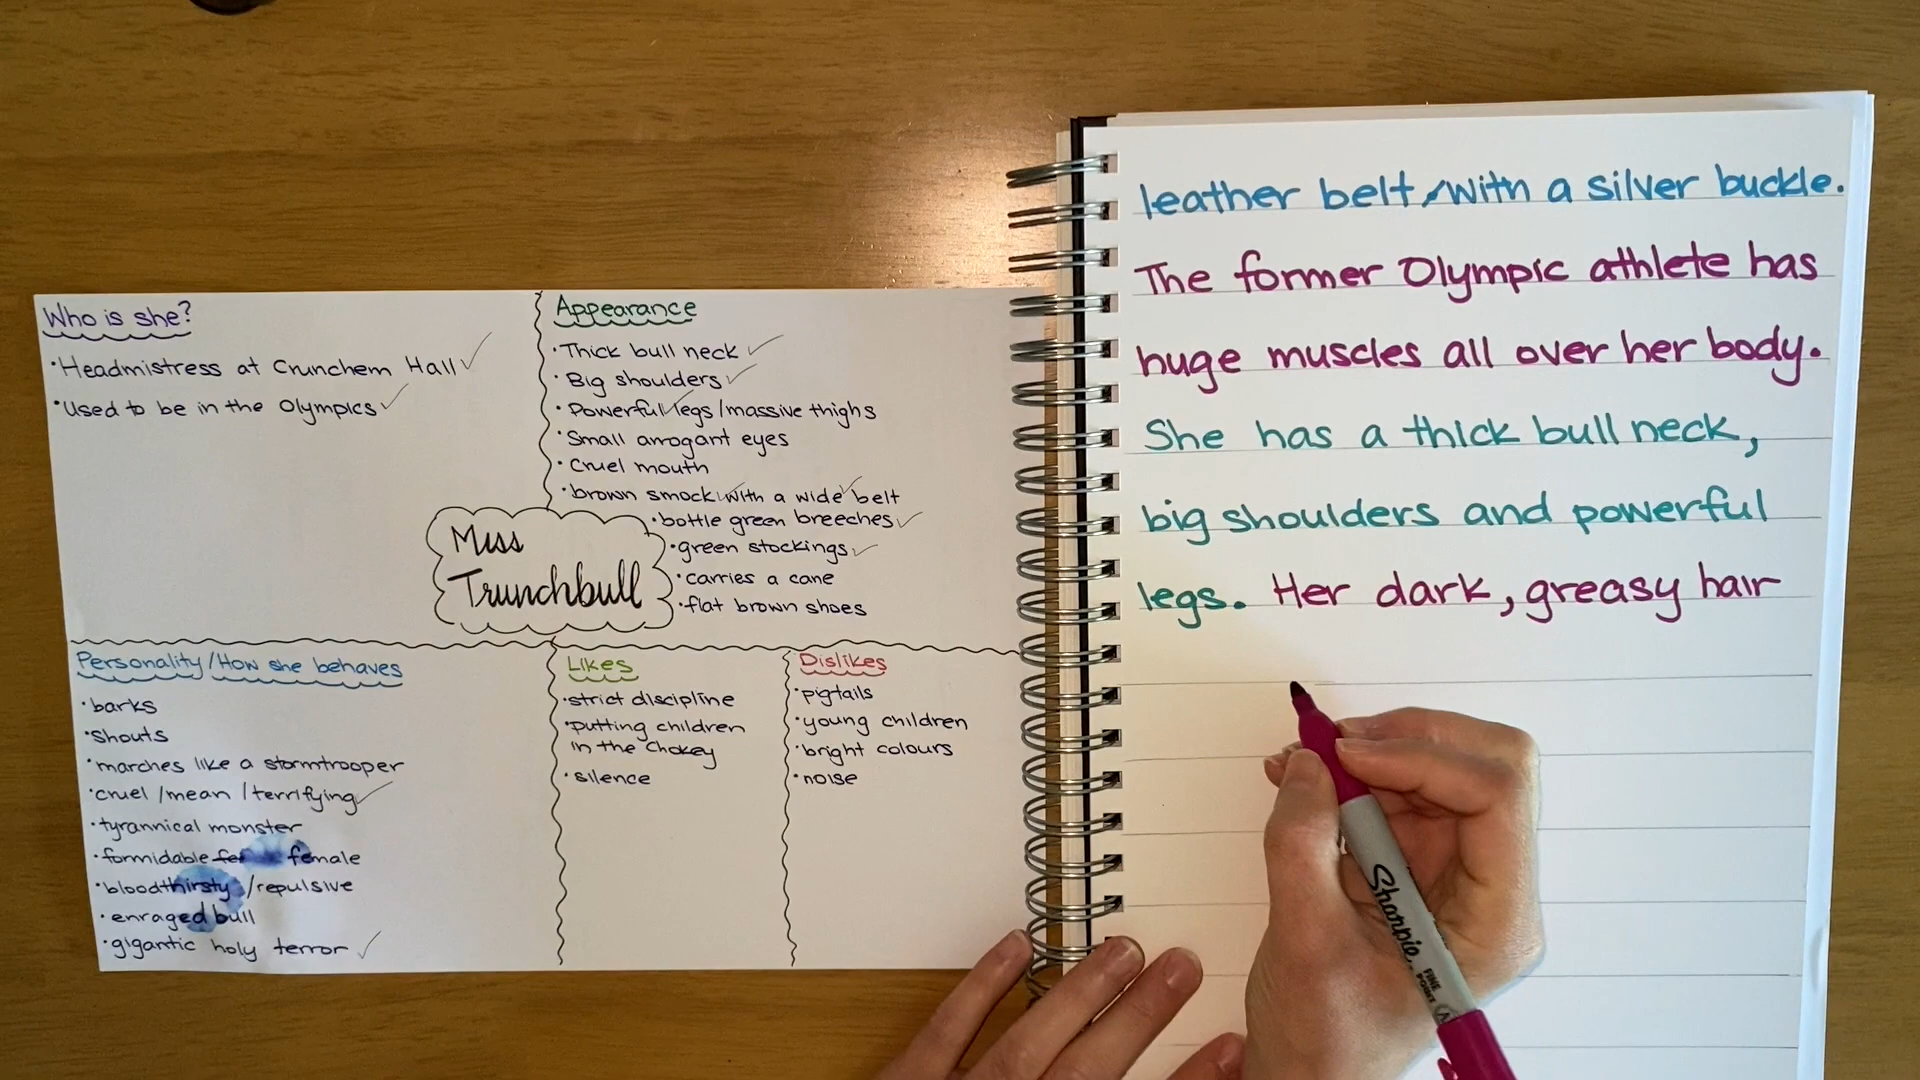 Who is she?
·Headmistress at Crunchem Hall ✓
·Used to be in the Olympics ✓
Appearance
·Thick bull neck ✓
·Big shoulders ✓
·Powerful legs/massive thighs ✓
·Small arrogant eyes
·Cruel mouth
·brown smock with a wide belt ✓
·bottle green breeches ✓
·green stockings ✓
·carries a cane
·flat brown shoes
Miss
Trunchbull
Personality/How she behaves
·barks
·shouts
·marches like a stormtrooper
·cruel/mean/terrifying ✓
·tyrannical monster
·formidable female
·bloodthirsty/repulsive
·enraged bull
·gigantic holy terror ✓
Likes
·strict discipline
·putting children
in the Chokey
·silence
Dislikes
·pigtails
·young children
·bright colours
·noise
leather belt, with a silver buckle.
The former Olympic athlete has
huge muscles all over her body.
She has a thick bull neck,
big shoulders and powerful
legs. Her dark, greasy hair
Sharpie
FINE
POINT